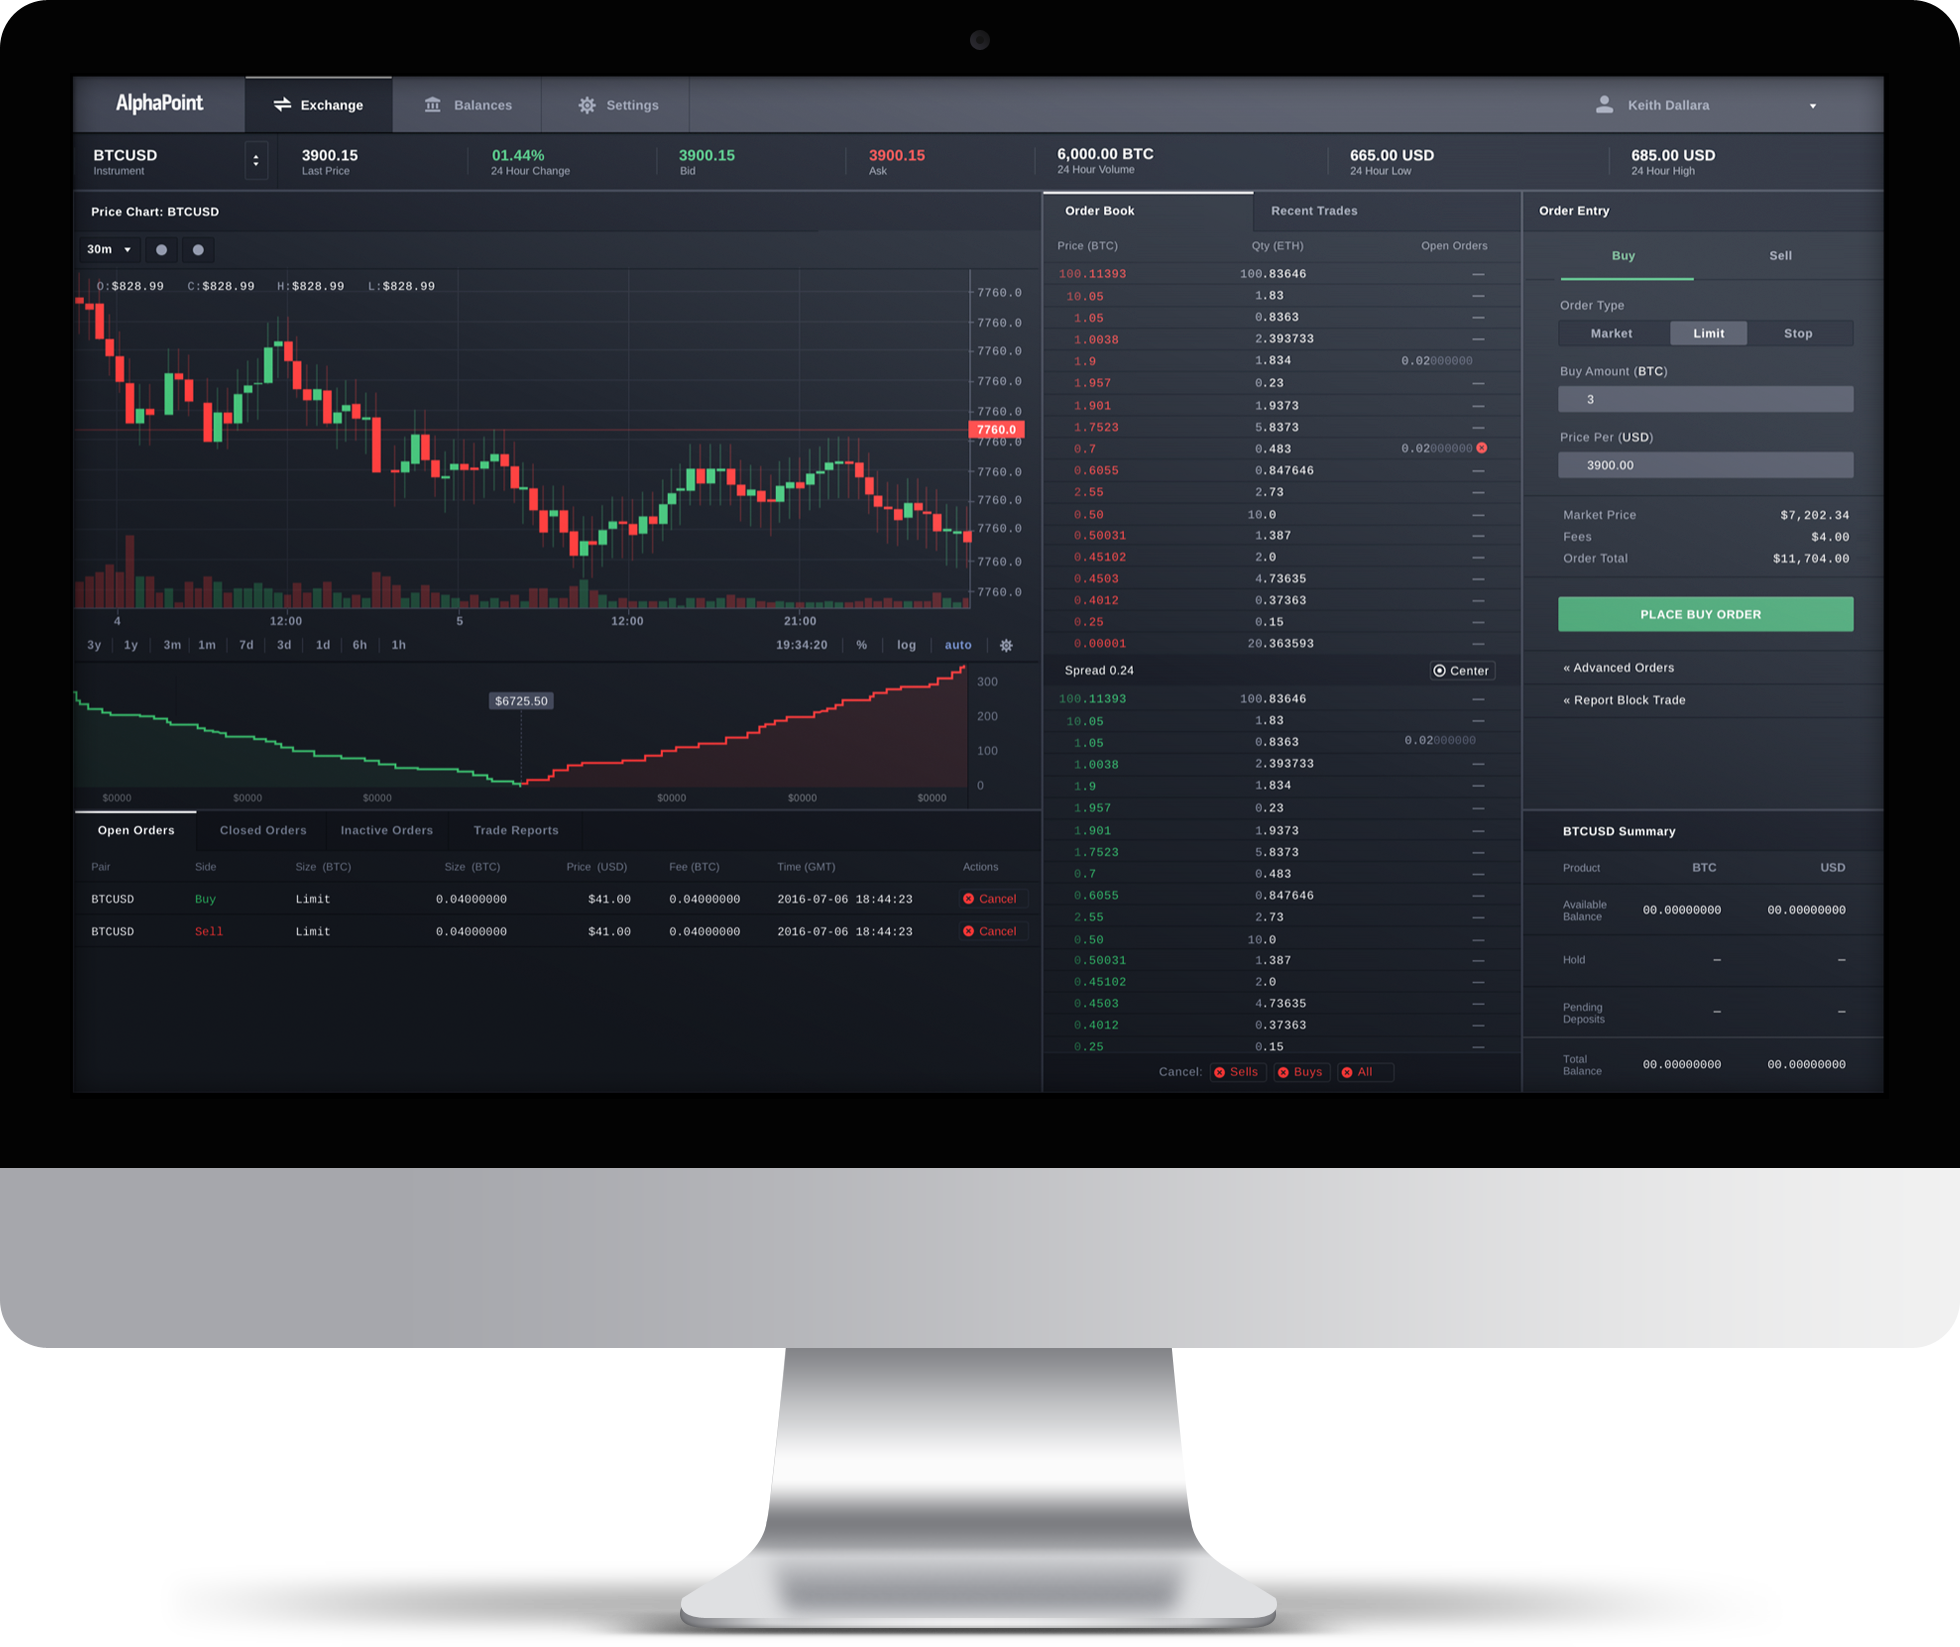 AlphaPoint Exchange Balances Settings Keith Dallara
BTCUSD 3900.15 01.44% 3900.15 3900.15 6,000.00 BTC 665.00 USD 685.00 USD
Instrument Last Price 24 Hour Change Bid Ask 24 Hour Volume 24 Hour Low 24 Hour High
Price Chart: BTCUSD
30m
O:$828.99 C:$828.99 H:$828.99 L:$828.99
7760.0
7760.0
7760.0
7760.0
7760.0
7760.0
7760.0
7760.0
7760.0
7760.0
7760.0
7760.0
4 12:00 5 12:00 21:00
3y 1y 3m 1m 7d 3d 1d 6h 1h 19:34:20 % log auto
300
200
100
0
$6725.50
$0000 $0000 $0000 $0000 $0000 $0000
Open Orders Closed Orders Inactive Orders Trade Reports
Pair Side Size (BTC) Size (BTC) Price (USD) Fee (BTC) Time (GMT) Actions
BTCUSD Buy Limit 0.04000000 $41.00 0.04000000 2016-07-06 18:44:23 Cancel
BTCUSD Sell Limit 0.04000000 $41.00 0.04000000 2016-07-06 18:44:23 Cancel
Order Book Recent Trades
Price (BTC) Qty (ETH) Open Orders
100.11393 100.83646 —
10.05 1.83 —
1.05 0.8363 —
1.0038 2.393733 —
1.9 1.834 0.02000000
1.957 0.23 —
1.901 1.9373 —
1.7523 5.8373 —
0.7 0.483 0.02000000
0.6055 0.847646 —
2.55 2.73 —
0.50 10.0 —
0.50031 1.387 —
0.45102 2.0 —
0.4503 4.73635 —
0.4012 0.37363 —
0.25 0.15 —
0.00001 20.363593 —
Spread 0.24 Center
100.11393 100.83646 —
10.05 1.83 —
1.05 0.8363 0.02000000
1.0038 2.393733 —
1.9 1.834 —
1.957 0.23 —
1.901 1.9373 —
1.7523 5.8373 —
0.7 0.483 —
0.6055 0.847646 —
2.55 2.73 —
0.50 10.0 —
0.50031 1.387 —
0.45102 2.0 —
0.4503 4.73635 —
0.4012 0.37363 —
0.25 0.15 —
Cancel: Sells Buys All
Order Entry
Buy Sell
Order Type
Market Limit Stop
Buy Amount (BTC)
3
Price Per (USD)
3900.00
Market Price $7,202.34
Fees $4.00
Order Total $11,704.00
PLACE BUY ORDER
« Advanced Orders
« Report Block Trade
BTCUSD Summary
Product BTC USD
Available
Balance 00.00000000 00.00000000
Hold – –
Pending
Deposits – –
Total
Balance 00.00000000 00.00000000